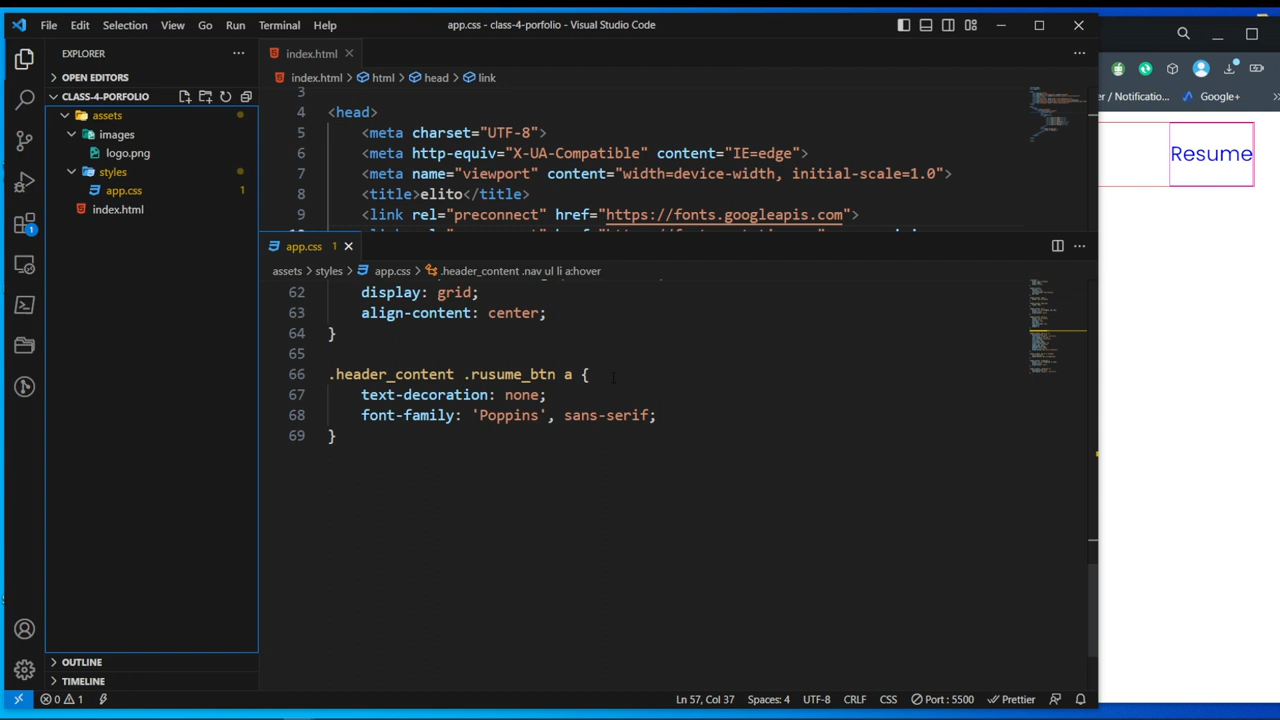 File Edit Selection View Go Run Terminal Help
app.css - class-4-porfolio - Visual Studio Code
EXPLORER
OPEN EDITORS
CLASS-4-PORFOLIO
assets
images
logo.png
styles
app.css 1
index.html
OUTLINE
TIMELINE
1
index.html
index.html > html > head > link
3
4 <head>
5 <meta charset="UTF-8">
6 <meta http-equiv="X-UA-Compatible" content="IE=edge">
7 <meta name="viewport" content="width=device-width, initial-scale=1.0">
8 <title>elito</title>
9 <link rel="preconnect" href="https://fonts.googleapis.com">
app.css 1
assets > styles > app.css > .header_content .nav ul li a:hover
62 display: grid;
63 align-content: center;
64 }
65
66 .header_content .rusume_btn a {
67 text-decoration: none;
68 font-family: 'Poppins', sans-serif;
69 }
0 1
Ln 57, Col 37 Spaces: 4 UTF-8 CRLF CSS Port : 5500 Prettier
r / Notificatio... Google+
Resume